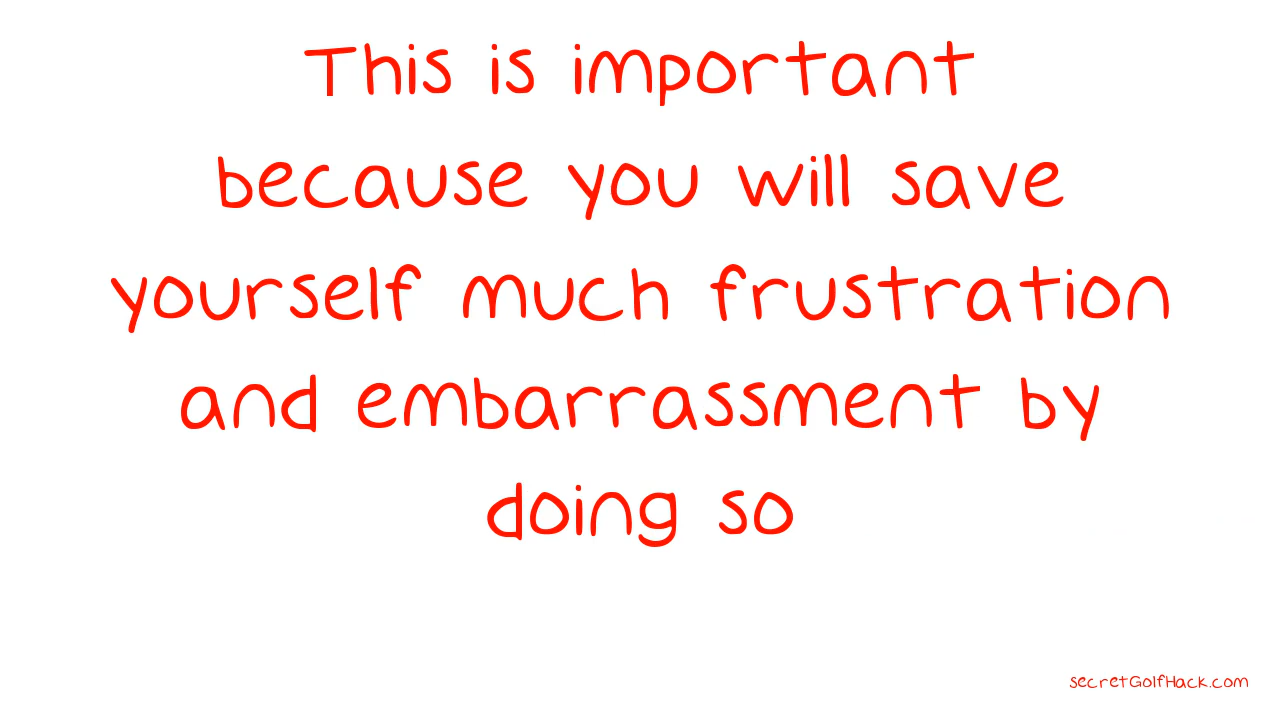 This is important
because you will save
yourself much frustration
and embarrassment by
doing so
secretGolfHack.com